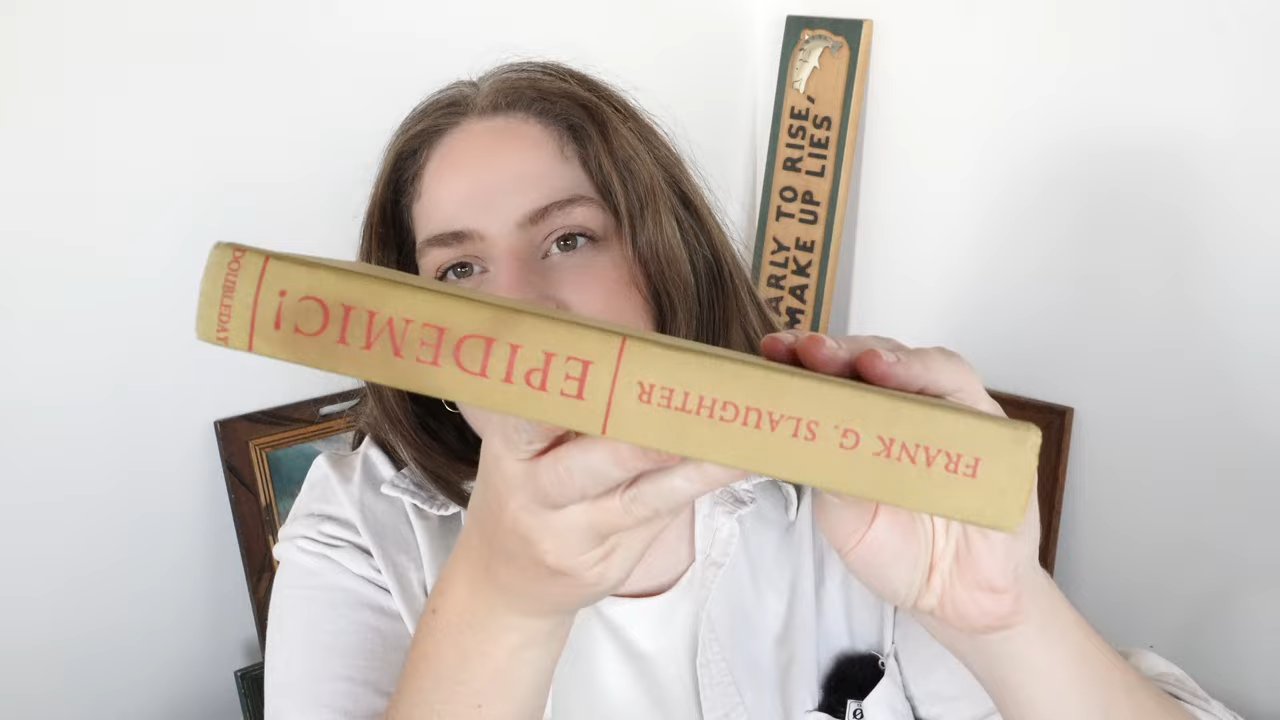 FRANK G. SLAUGHTER
EPIDEMIC!
DOUBLEDAY
ARLY TO RISE,
MAKE UP LIES